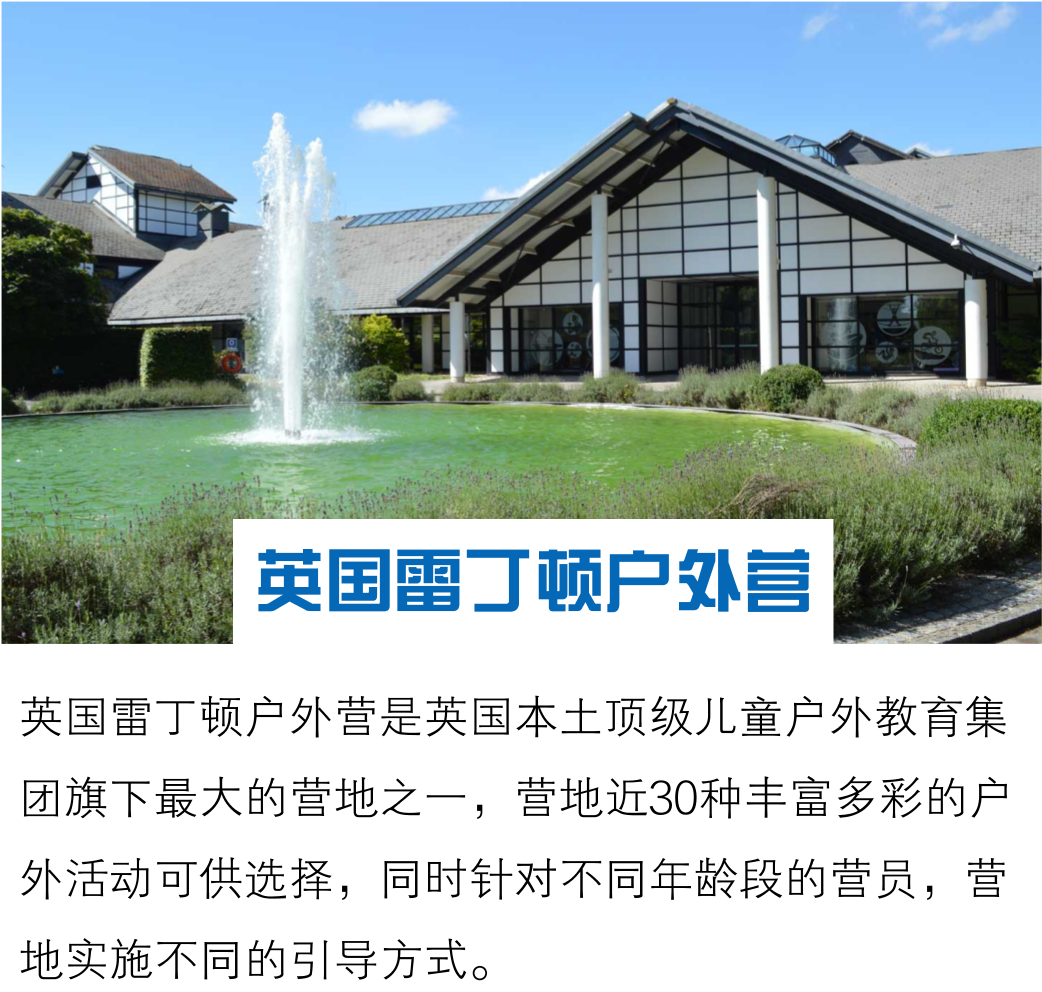 英国雷丁顿户外营
英国雷丁顿户外营是英国本土顶级儿童户外教育集
团旗下最大的营地之一，营地近30种丰富多彩的户
外活动可供选择，同时针对不同年龄段的营员，营
地实施不同的引导方式。